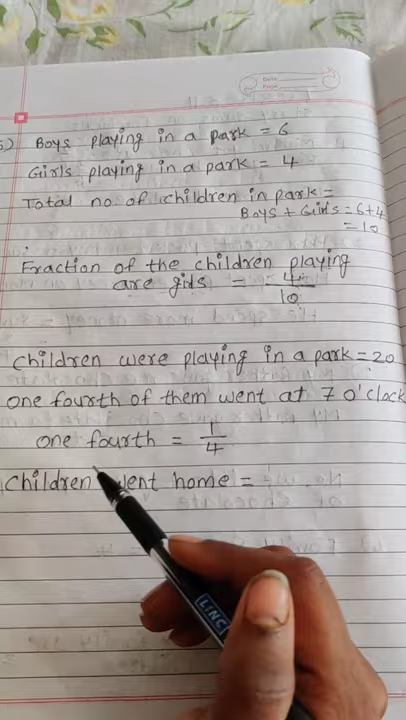 5) Boys playing in a park = 6
Girls playing in a park = 4
Total no. of children in park =
Boys + Girls = 6+4
= 10
Fraction of the children playing
are girls = 4/10
Children were playing in a park = 20
one fourth of them went at 7 o'clock
one fourth = 1/4
Children went home =
LINC